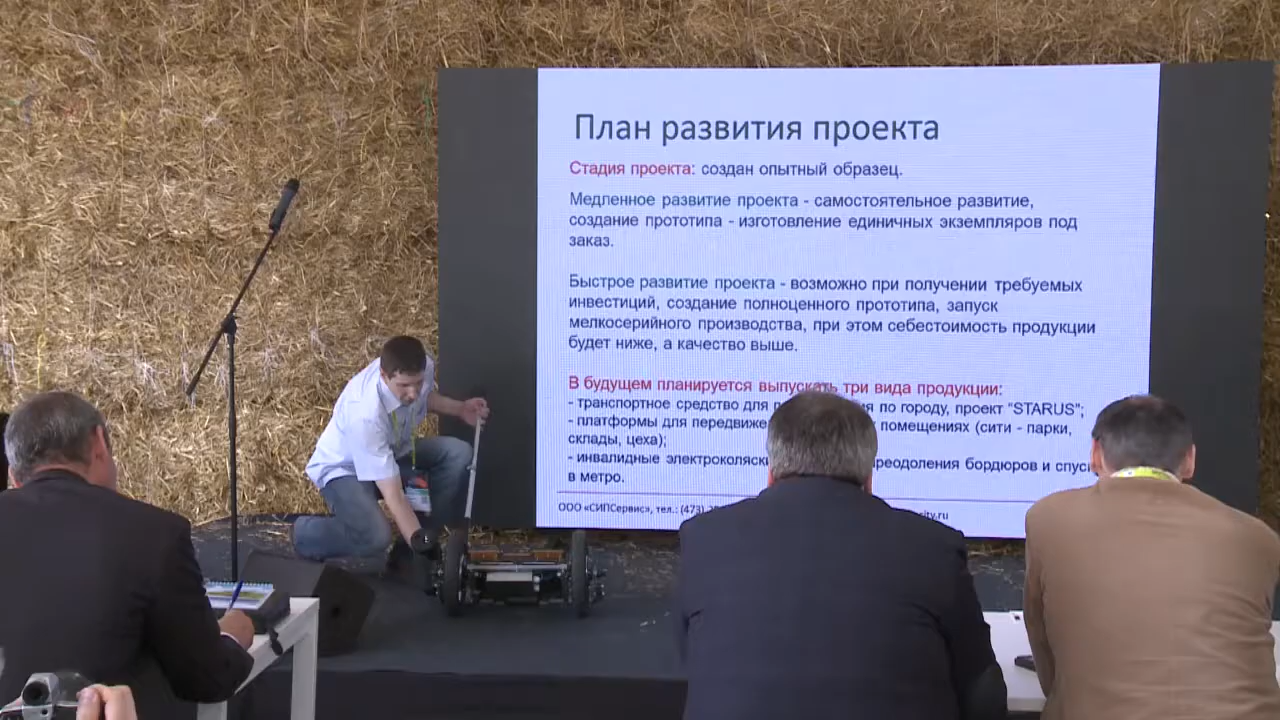 План развития проекта
Стадия проекта: создан опытный образец.
Медленное развитие проекта - самостоятельное развитие,
создание прототипа - изготовление единичных экземпляров под
заказ.
Быстрое развитие проекта - возможно при получении требуемых
инвестиций, создание полноценного прототипа, запуск
мелкосерийного производства, при этом себестоимость продукции
будет ниже, а качество выше.
В будущем планируется выпускать три вида продукции:
- транспортное средство для по городу, проект "STARUS";
- платформы для помещениях (сити - парки,
склады, цеха);
- инвалидные преодоления бордюров и
в метро.
ООО «СИПСервис», тел.: (473)